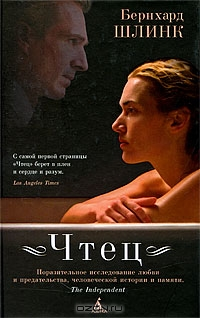 Бернхард
ШЛИНК
С самой первой страницы
«Чтец» берет в плен
и сердце и разум.
Los Angeles Times
Чтец
Поразительное исследование любви
и предательства, человеческой истории и памяти.
The Independent